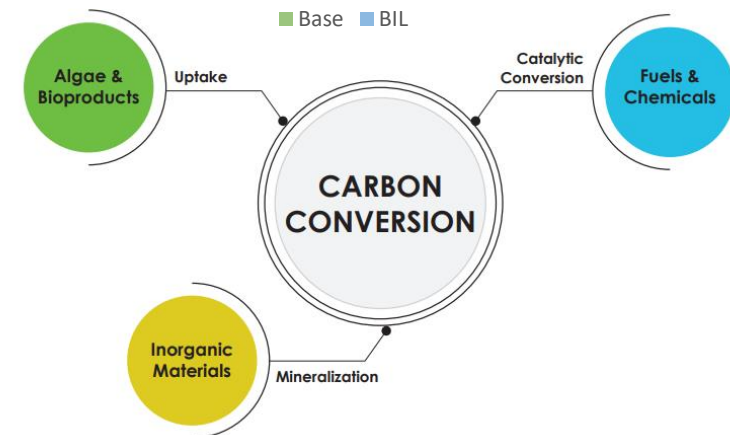 Base BIL
Algae &
Bioproducts
Uptake
Catalytic
Conversion
Fuels &
Chemicals
CARBON
CONVERSION
Inorganic
Materials
Mineralization